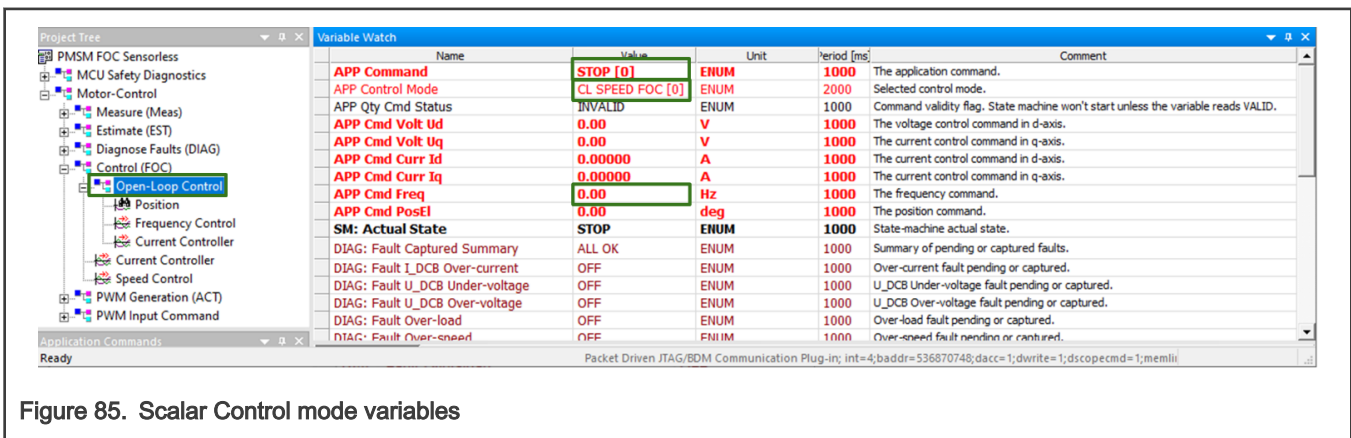 Project Tree
PMSM FOC Sensorless
MCU Safety Diagnostics
Motor-Control
Measure (Meas)
Estimate (EST)
Diagnose Faults (DIAG)
Control (FOC)
Open-Loop Control
Position
Frequency Control
Current Controller
Current Controller
Speed Control
PWM Generation (ACT)
PWM Input Command
Application Commands
Variable Watch
Name Value Unit Period [ms] Comment
APP Command STOP [0] ENUM 1000 The application command.
APP Control Mode CL SPEED FOC [0] ENUM 2000 Selected control mode.
APP Qty Cmd Status INVALID ENUM 1000 Command validity flag. State machine won't start unless the variable reads VALID.
APP Cmd Volt Ud 0.00 V 1000 The voltage control command in d-axis.
APP Cmd Volt Uq 0.00 V 1000 The current control command in q-axis.
APP Cmd Curr Id 0.00000 A 1000 The current control command in d-axis.
APP Cmd Curr Iq 0.00000 A 1000 The current control command in q-axis.
APP Cmd Freq 0.00 Hz 1000 The frequency command.
APP Cmd PosEl 0.00 deg 1000 The position command.
SM: Actual State STOP ENUM 1000 State-machine actual state.
DIAG: Fault Captured Summary ALL OK ENUM 1000 Summary of pending or captured faults.
DIAG: Fault I_DCB Over-current OFF ENUM 1000 Over-current fault pending or captured.
DIAG: Fault U_DCB Under-voltage OFF ENUM 1000 U_DCB Under-voltage fault pending or captured.
DIAG: Fault U_DCB Over-voltage OFF ENUM 1000 U_DCB Over-voltage fault pending or captured.
DIAG: Fault Over-load OFF ENUM 1000 Over-load fault pending or captured.
DIAG: Fault Over-speed OFF ENUM 1000 Over-speed fault pending or captured.
Ready Packet Driven JTAG/BDM Communication Plug-in; int=4;baddr=536870748;dacc=1;dwrite=1;dscopecmd=1;memli
Figure 85. Scalar Control mode variables